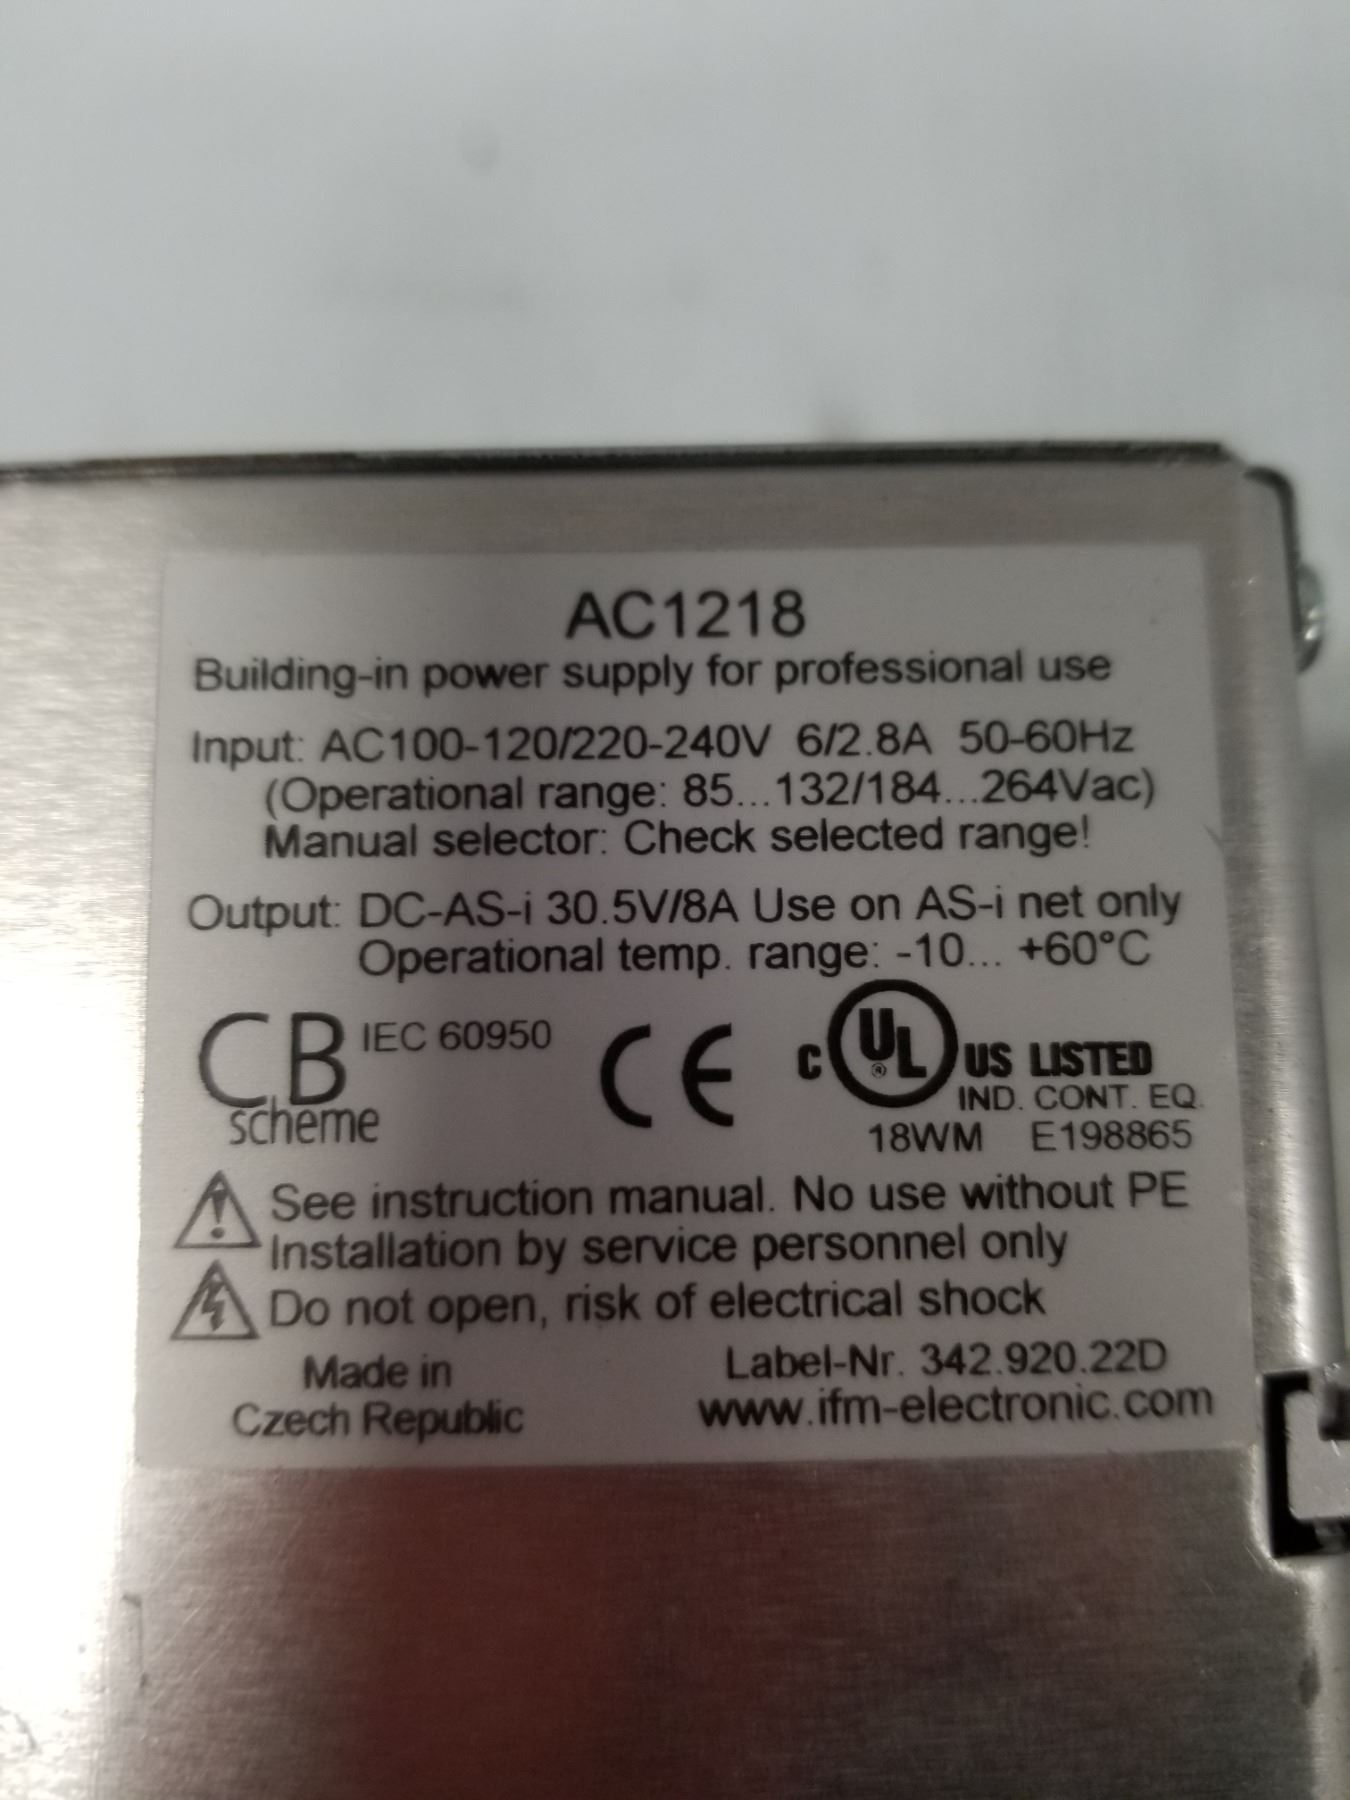 AC1218
Building-in power supply for professional use
Input: AC100-120/220-240V 6/2.8A 50-60Hz
(Operational range: 85...132/184...264Vac)
Manual selector: Check selected range!
Output: DC-AS-i 30.5V/8A Use on AS-i net only
Operational temp. range: -10... +60°C
CB scheme IEC 60950
CE
C UL ® US LISTED
IND. CONT. EQ.
18WM E198865
See instruction manual. No use without PE
Installation by service personnel only
Do not open, risk of electrical shock
Made in
Czech Republic
Label-Nr. 342.920.22D
www.ifm-electronic.com